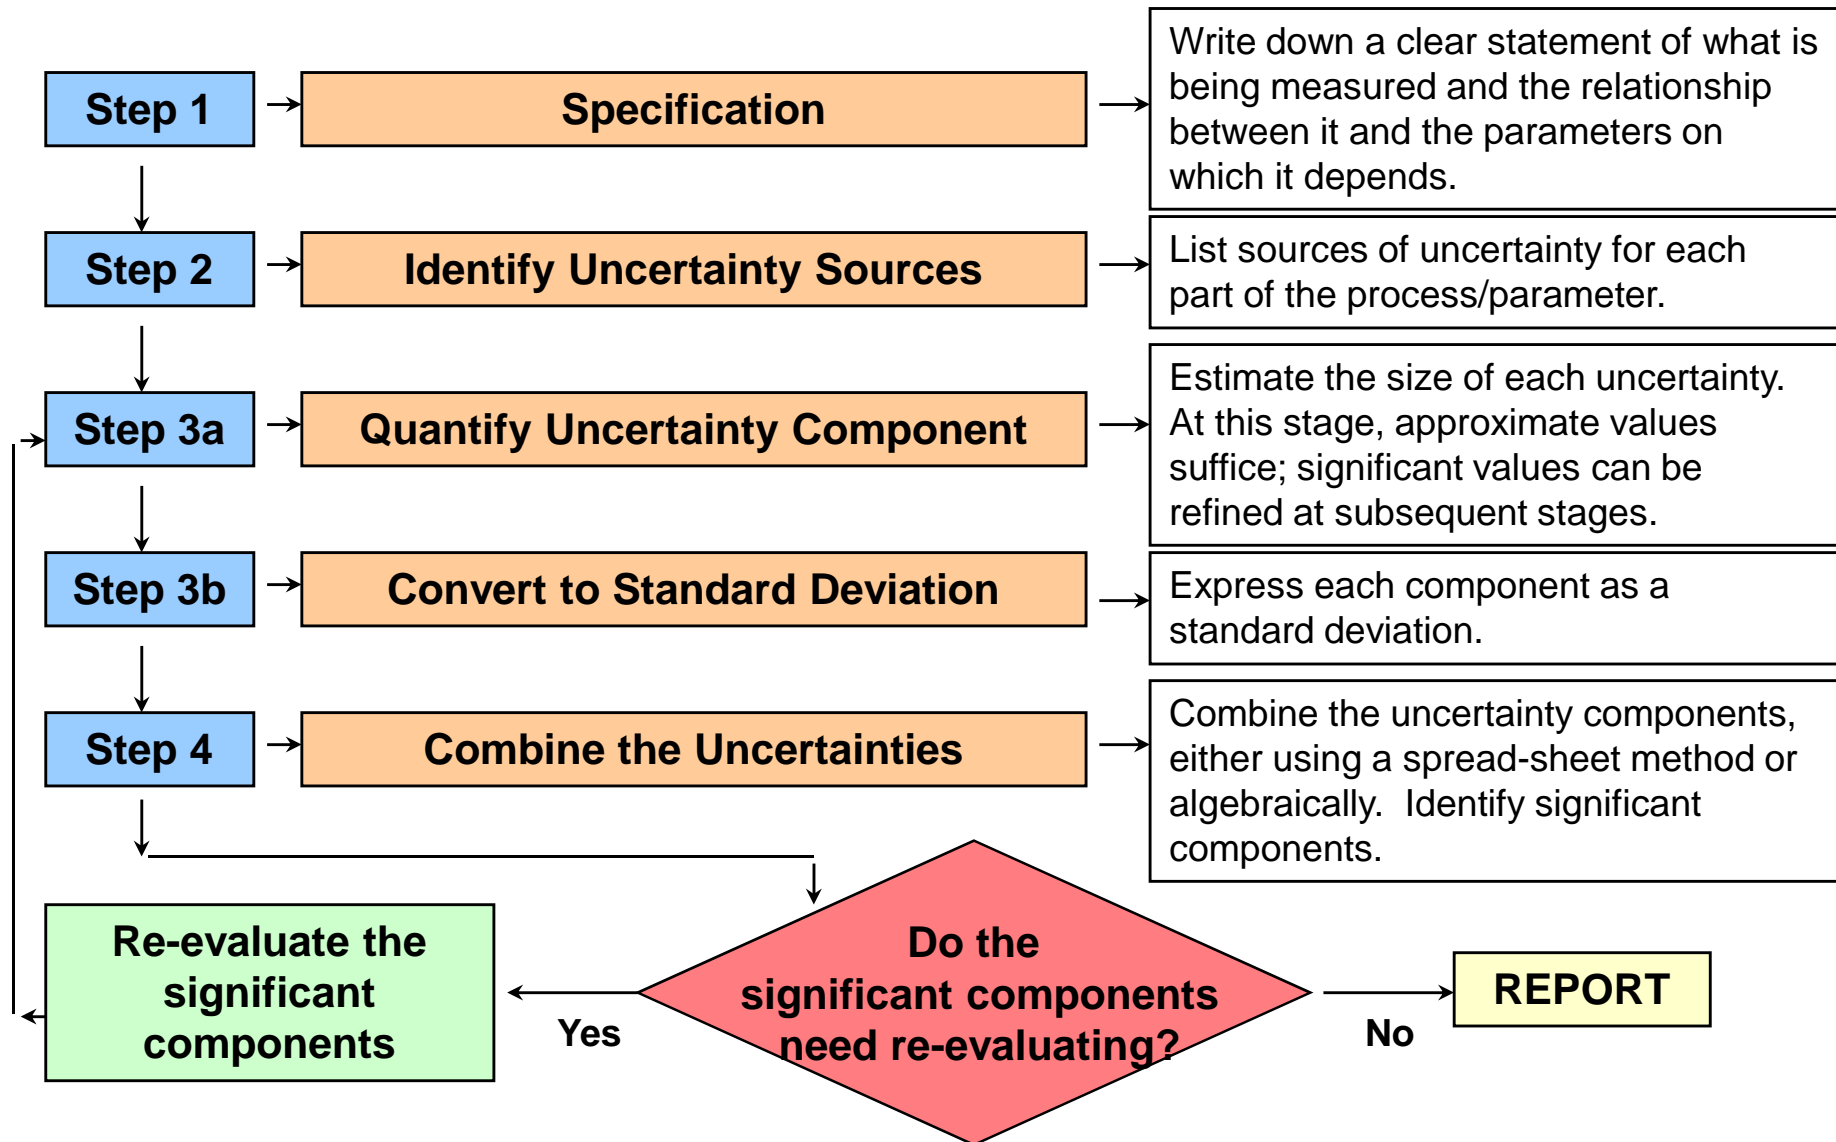 Step 1
Specification
Write down a clear statement of what is
being measured and the relationship
between it and the parameters on
which it depends.
Step 2
Identify Uncertainty Sources
List sources of uncertainty for each
part of the process/parameter.
Step 3a
Quantify Uncertainty Component
Estimate the size of each uncertainty.
At this stage, approximate values
suffice; significant values can be
refined at subsequent stages.
Step 3b
Convert to Standard Deviation
Express each component as a
standard deviation.
Step 4
Combine the Uncertainties
Combine the uncertainty components,
either using a spread-sheet method or
algebraically.  Identify significant
components.
Re-evaluate the
significant
components
Yes
Do the
significant components
need re-evaluating?
No
REPORT